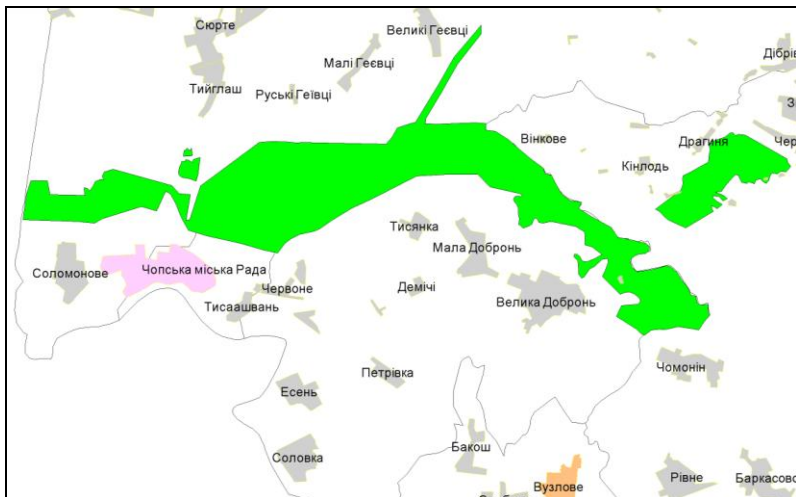 Сюрте
Великі Геєвці
Малі Геєвці
Дібрів
Тийглаш
Руські Геївці
З
Вінкове
Драгиня
Чер
Кінлодь
Тисянка
Мала Добронь
Соломонове
Чопська міська Рада
Червоне
Демічі
Велика Добронь
Тисаашвань
Петрівка
Чомонін
Есень
Бакош
Соловка
Рівне
Баркасово
Вузлове